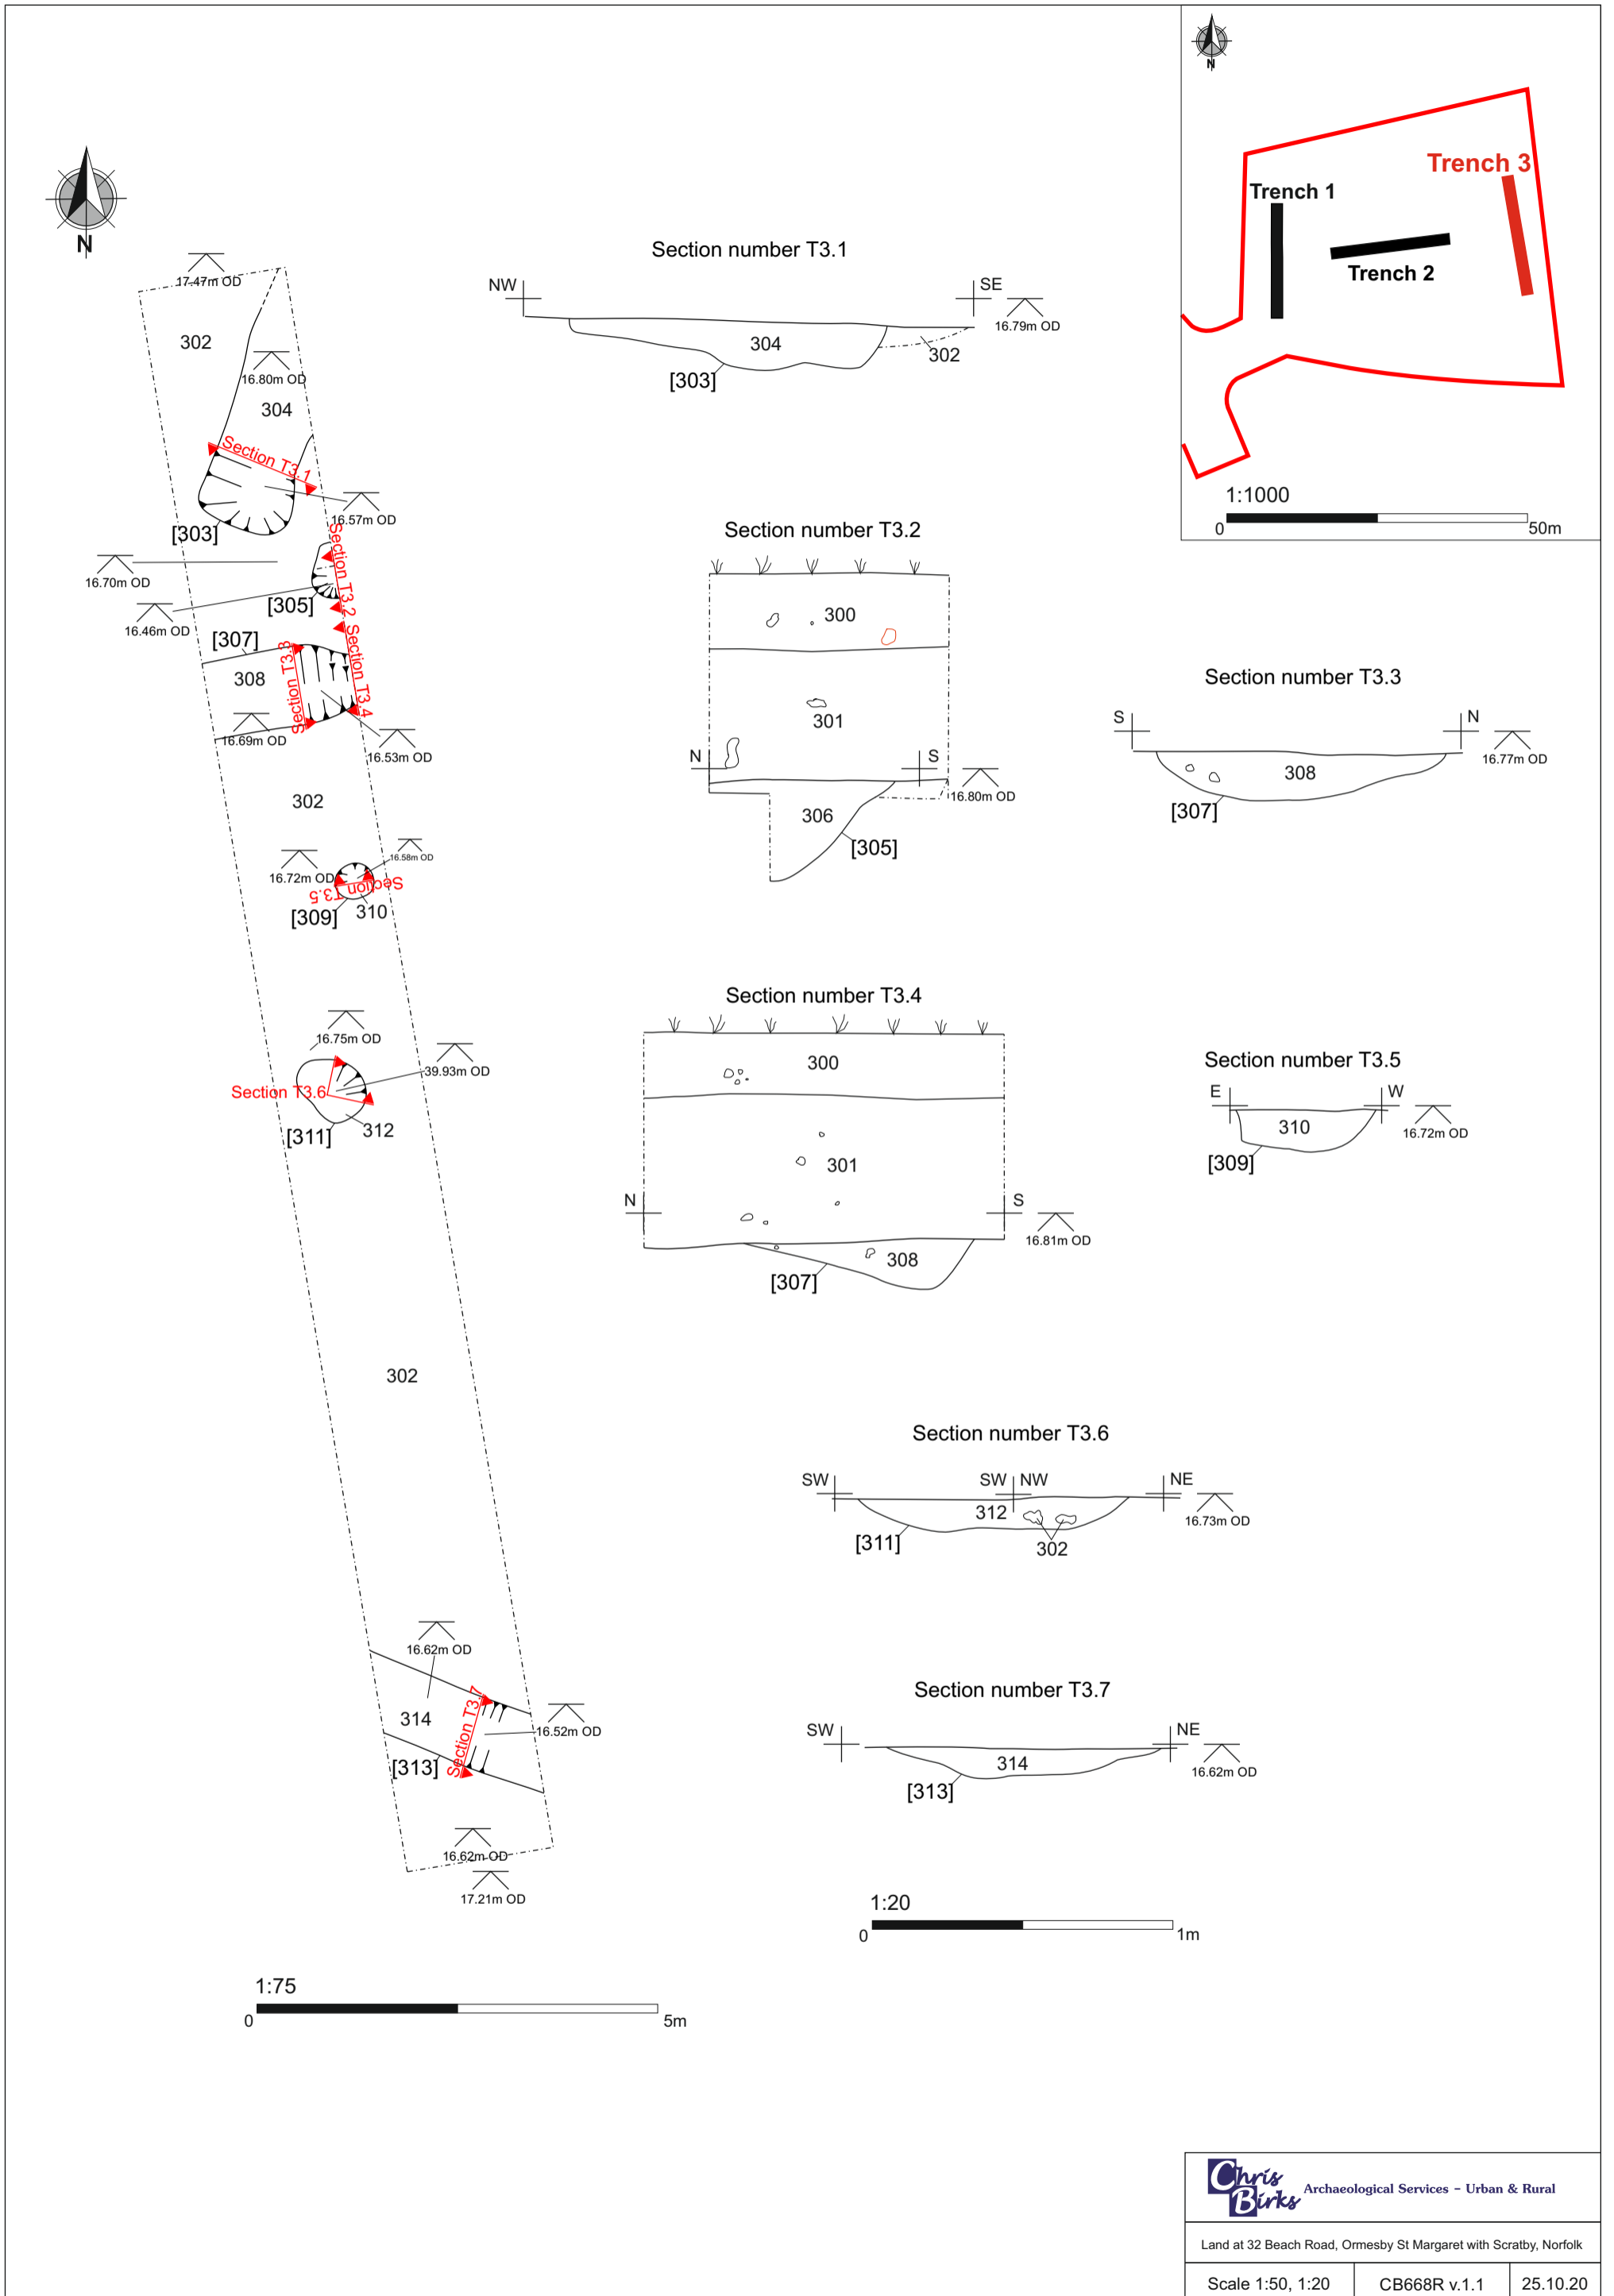 N
17.47m OD
302
16.80m OD
304
Section T3.1
16.57m OD
[303]
16.70m OD
Section T3.2
[305]
16.46m OD
[307]
308
Section T3.3
Section T3.4
16.69m OD
16.53m OD
302
16.72m OD
16.58m OD
Section T3.5
[309]
310
16.75m OD
39.93m OD
Section T3.6
[311]
312
302
16.62m OD
314
Section T3.7
16.52m OD
[313]
16.62m OD
17.21m OD
1:75
0
5m
Section number T3.1
NW
SE
16.79m OD
304
302
[303]
Section number T3.2
300
301
N
S
16.80m OD
306
[305]
Section number T3.3
S
N
16.77m OD
308
[307]
Section number T3.4
300
301
N
S
16.81m OD
308
[307]
Section number T3.5
E
W
16.72m OD
310
[309]
Section number T3.6
SW
SW
NW
NE
16.73m OD
312
[311]
302
Section number T3.7
SW
NE
16.62m OD
314
[313]
1:20
0
1m
N
Trench 3
Trench 1
Trench 2
1:1000
0
50m
Chris
Birks
Archaeological Services - Urban & Rural
Land at 32 Beach Road, Ormesby St Margaret with Scratby, Norfolk
Scale 1:50, 1:20
CB668R v.1.1
25.10.20